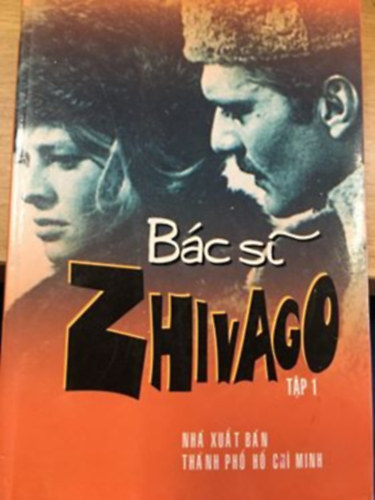 Bác sĩ
ZHIVAGO
TẬP 1
NHÀ XUẤT BẢN
THÀNH PHỐ HỒ CHÍ MINH